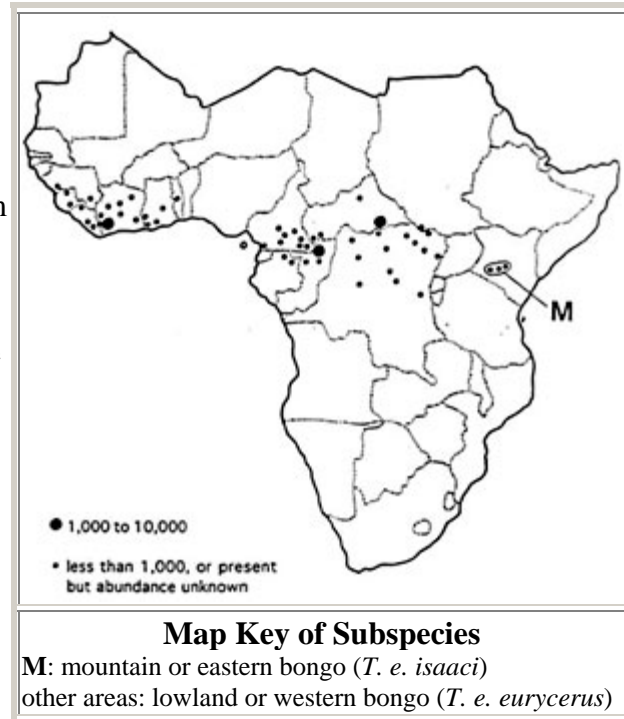 n
M
● 1,000 to 10,000
• less than 1,000, or present
but abundance unknown
Map Key of Subspecies
M: mountain or eastern bongo (T. e. isaaci)
other areas: lowland or western bongo (T. e. eurycerus)